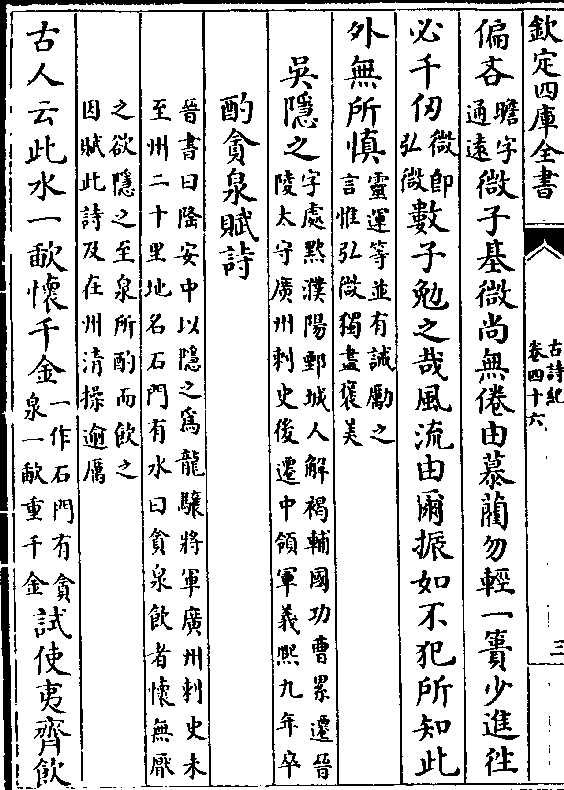 欽定四庫全書
古詩紀
卷四十六
三
偏吝瞻字通遠微子基微尚無倦由慕藺勿輕一簣少進往
必千仞微即弘微數子勉之哉風流由爾振如不犯所知此
外無所慎靈運等並有誡勵之言惟弘微獨盡褒美
吳隱之字處黙濮陽鄄城人解褐輔國功曹累遷晉陵太守廣州刺史後遷中領軍義熙九年卒
酌貪泉賦詩
晉書曰隆安中以隱之為龍驤將軍廣州刺史未
至州二十里地名石門有水曰貪泉飲者懷無厭
之欲隱之至泉所酌而飲之
因賦此詩及在州清操逾厲
古人云此水一歃懷千金一作石門有貪泉一歃重千金試使夷齊飲